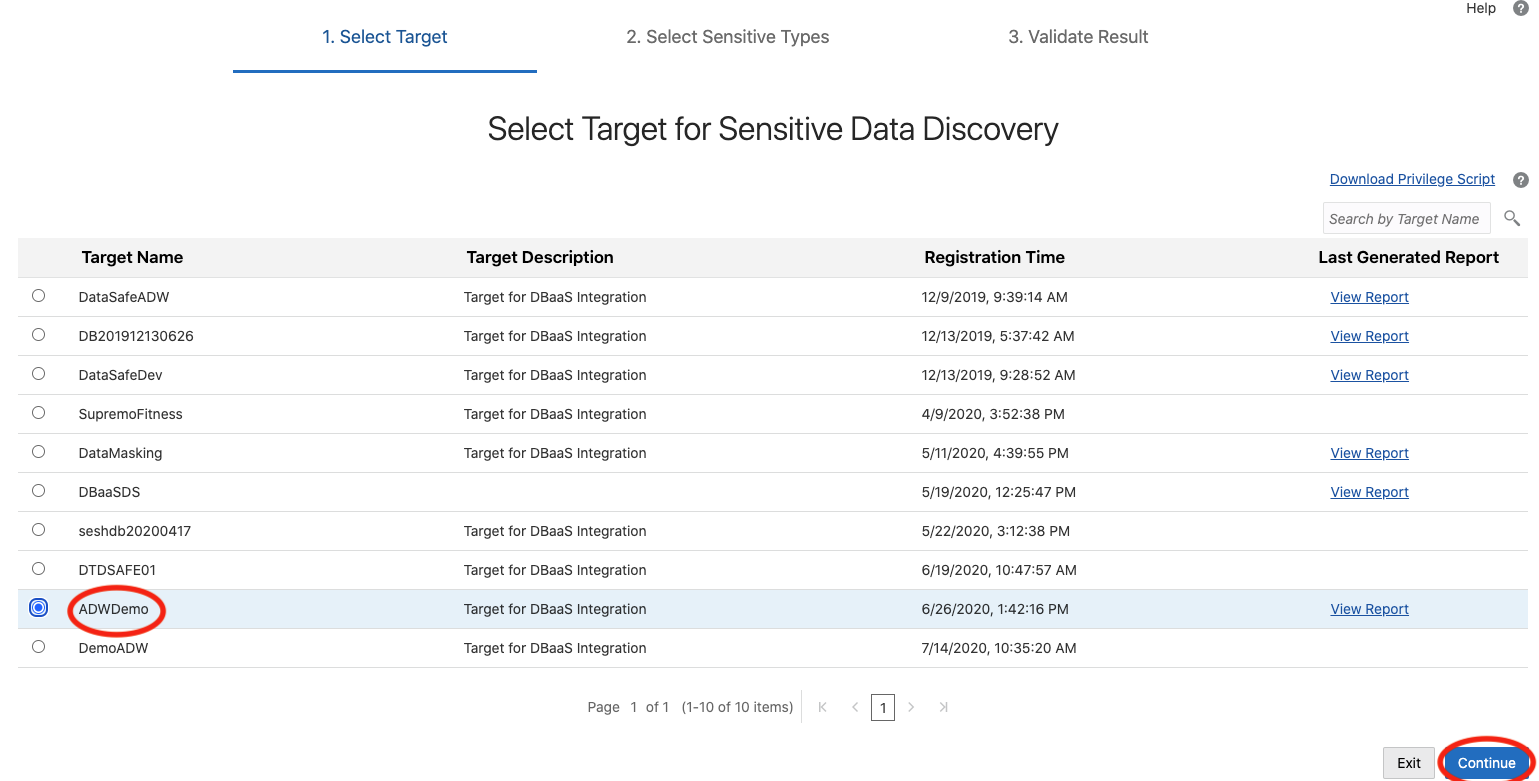 Help ?
1. Select Target 2. Select Sensitive Types 3. Validate Result
Select Target for Sensitive Data Discovery
Download Privilege Script ?
Search by Target Name
Target Name Target Description Registration Time Last Generated Report
DataSafeADW Target for DBaaS Integration 12/9/2019, 9:39:14 AM View Report
DB201912130626 Target for DBaaS Integration 12/13/2019, 5:37:42 AM View Report
DataSafeDev Target for DBaaS Integration 12/13/2019, 9:28:52 AM View Report
SupremoFitness Target for DBaaS Integration 4/9/2020, 3:52:38 PM
DataMasking Target for DBaaS Integration 5/11/2020, 4:39:55 PM View Report
DBaaSDS 5/19/2020, 12:25:47 PM View Report
seshdb20200417 Target for DBaaS Integration 5/22/2020, 3:12:38 PM
DTDSAFE01 Target for DBaaS Integration 6/19/2020, 10:47:57 AM
ADWDemo Target for DBaaS Integration 6/26/2020, 1:42:16 PM View Report
DemoADW Target for DBaaS Integration 7/14/2020, 10:35:20 AM
Page 1 of 1 (1-10 of 10 items) 1
Exit Continue